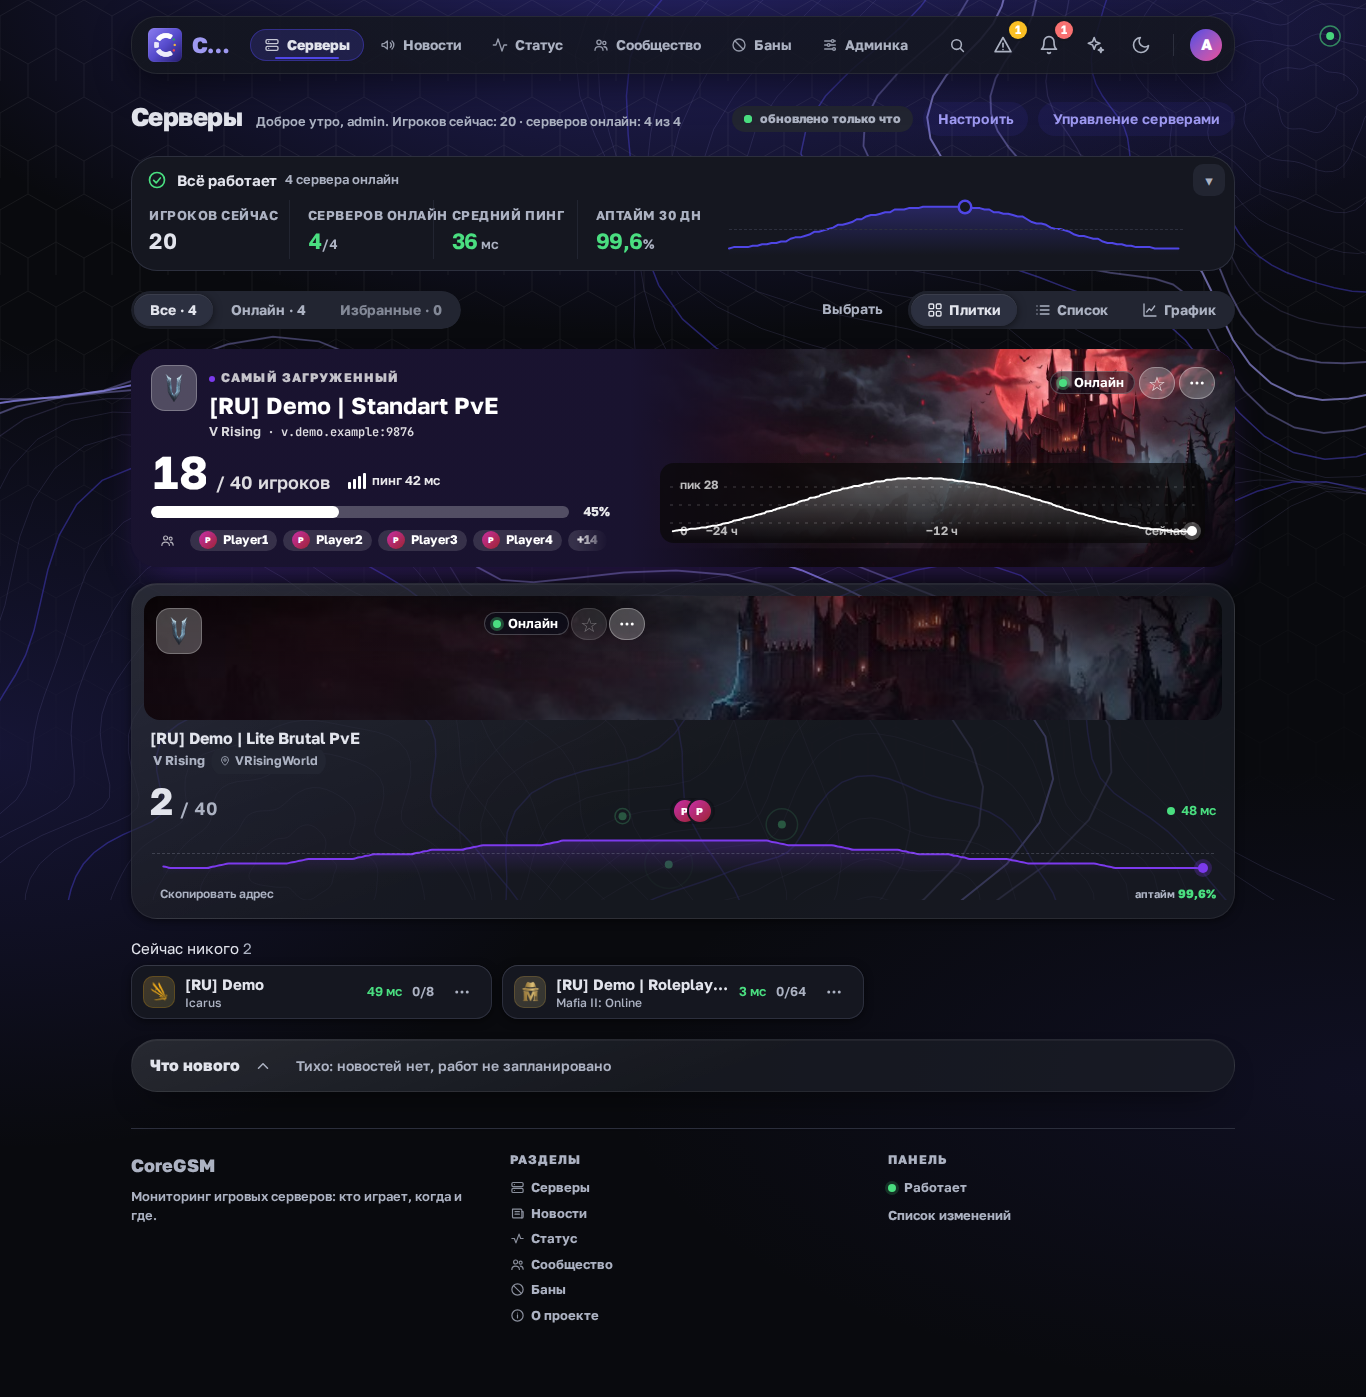 C...
Серверы
Новости
Статус
Сообщество
Баны
Админка
1
1
A
Серверы
Доброе утро, admin. Игроков сейчас: 20 · серверов онлайн: 4 из 4
обновлено только что
Настроить
Управление серверами
Всё работает 4 сервера онлайн
ИГРОКОВ СЕЙЧАС
20
СЕРВЕРОВ ОНЛАЙН
4/4
СРЕДНИЙ ПИНГ
36 мс
АПТАЙМ 30 ДН
99,6%
Все · 4
Онлайн · 4
Избранные · 0
Выбрать
Плитки
Список
График
САМЫЙ ЗАГРУЖЕННЫЙ
[RU] Demo | Standart PvE
V Rising · v.demo.example:9876
Онлайн
18 / 40 игроков
пинг 42 мс
45%
P Player1
P Player2
P Player3
P Player4
+14
пик 28
0
−24 ч
−12 ч
сейчас
Онлайн
[RU] Demo | Lite Brutal PvE
V Rising
VRisingWorld
2 / 40
P
P
48 мс
Скопировать адрес
аптайм 99,6%
Сейчас никого 2
[RU] Demo
Icarus
49 мс
0/8
[RU] Demo | Roleplay...
Mafia II: Online
3 мс
0/64
Что нового
Тихо: новостей нет, работ не запланировано
CoreGSM
Мониторинг игровых серверов: кто играет, когда и
где.
РАЗДЕЛЫ
Серверы
Новости
Статус
Сообщество
Баны
О проекте
ПАНЕЛЬ
Работает
Список изменений